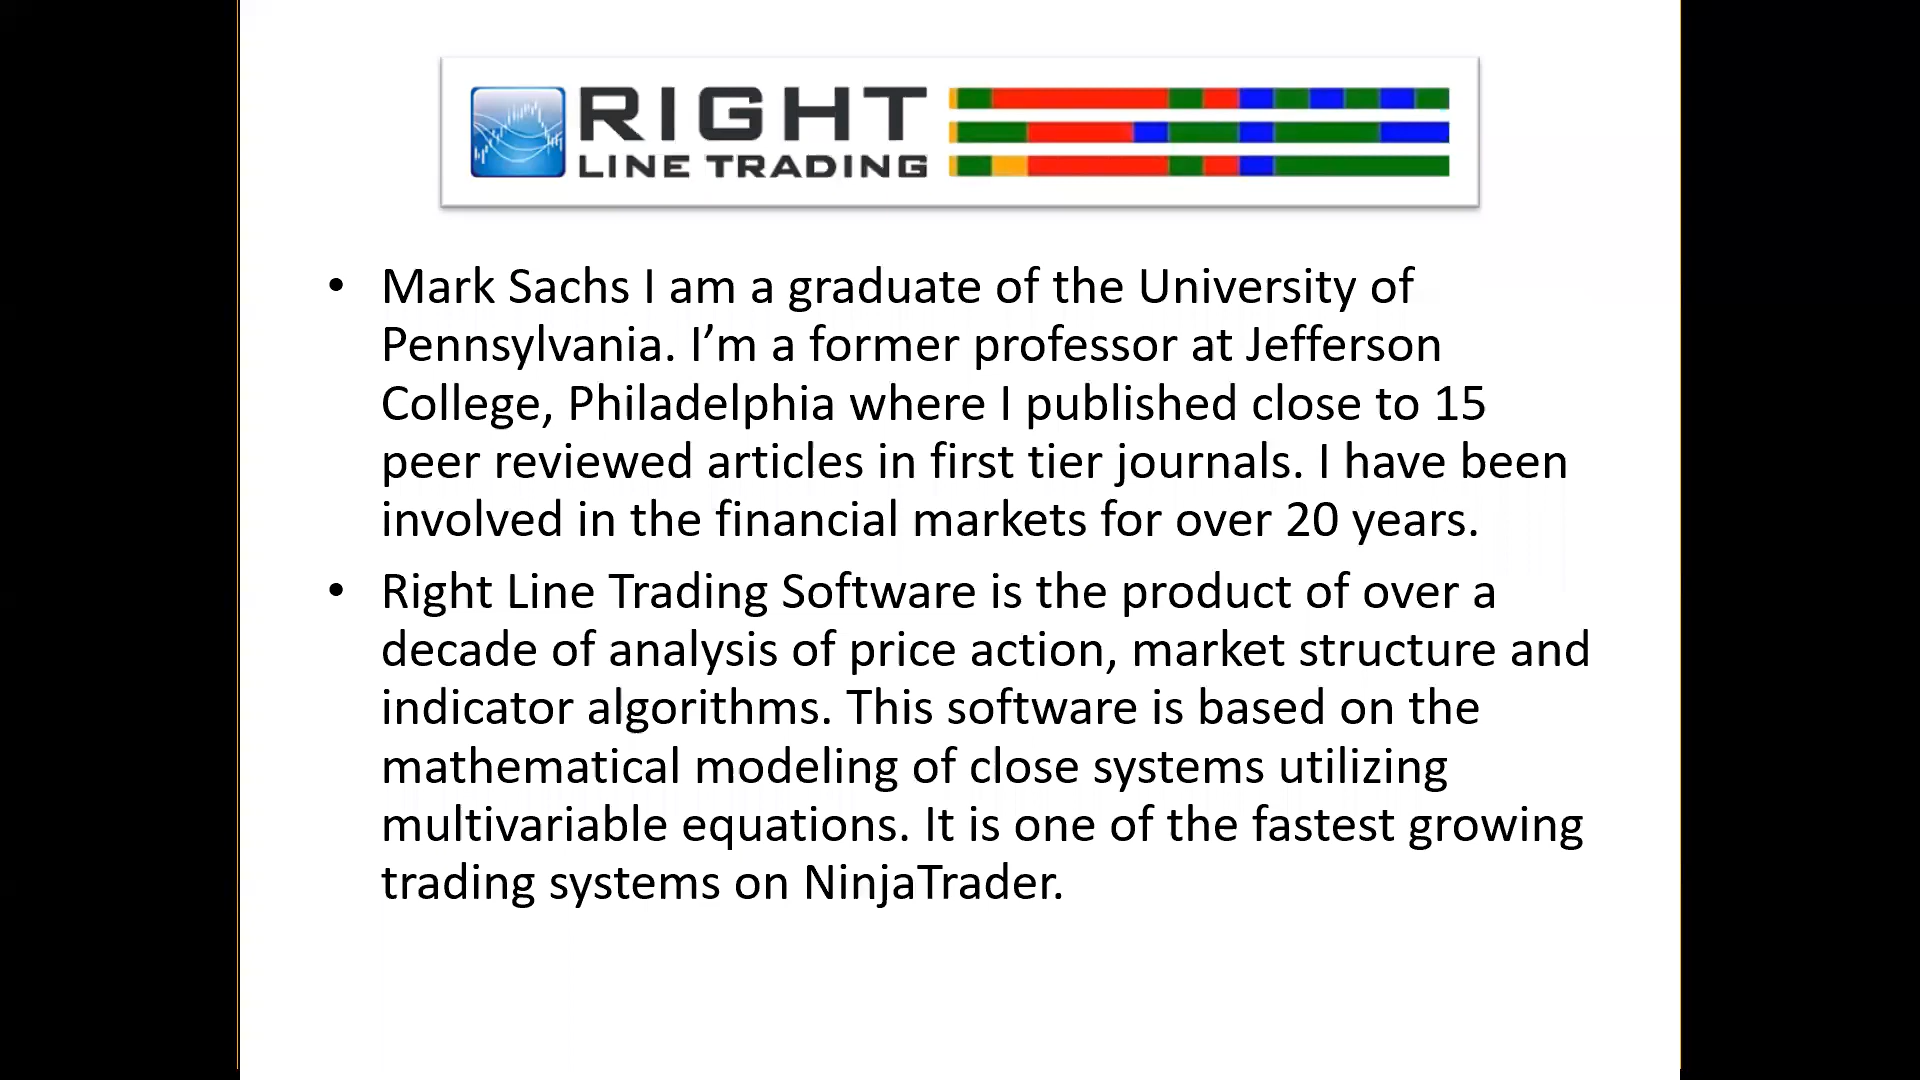 RIGHT
LINE TRADING
• Mark Sachs I am a graduate of the University of
Pennsylvania. I’m a former professor at Jefferson
College, Philadelphia where I published close to 15
peer reviewed articles in first tier journals. I have been
involved in the financial markets for over 20 years.
• Right Line Trading Software is the product of over a
decade of analysis of price action, market structure and
indicator algorithms. This software is based on the
mathematical modeling of close systems utilizing
multivariable equations. It is one of the fastest growing
trading systems on NinjaTrader.